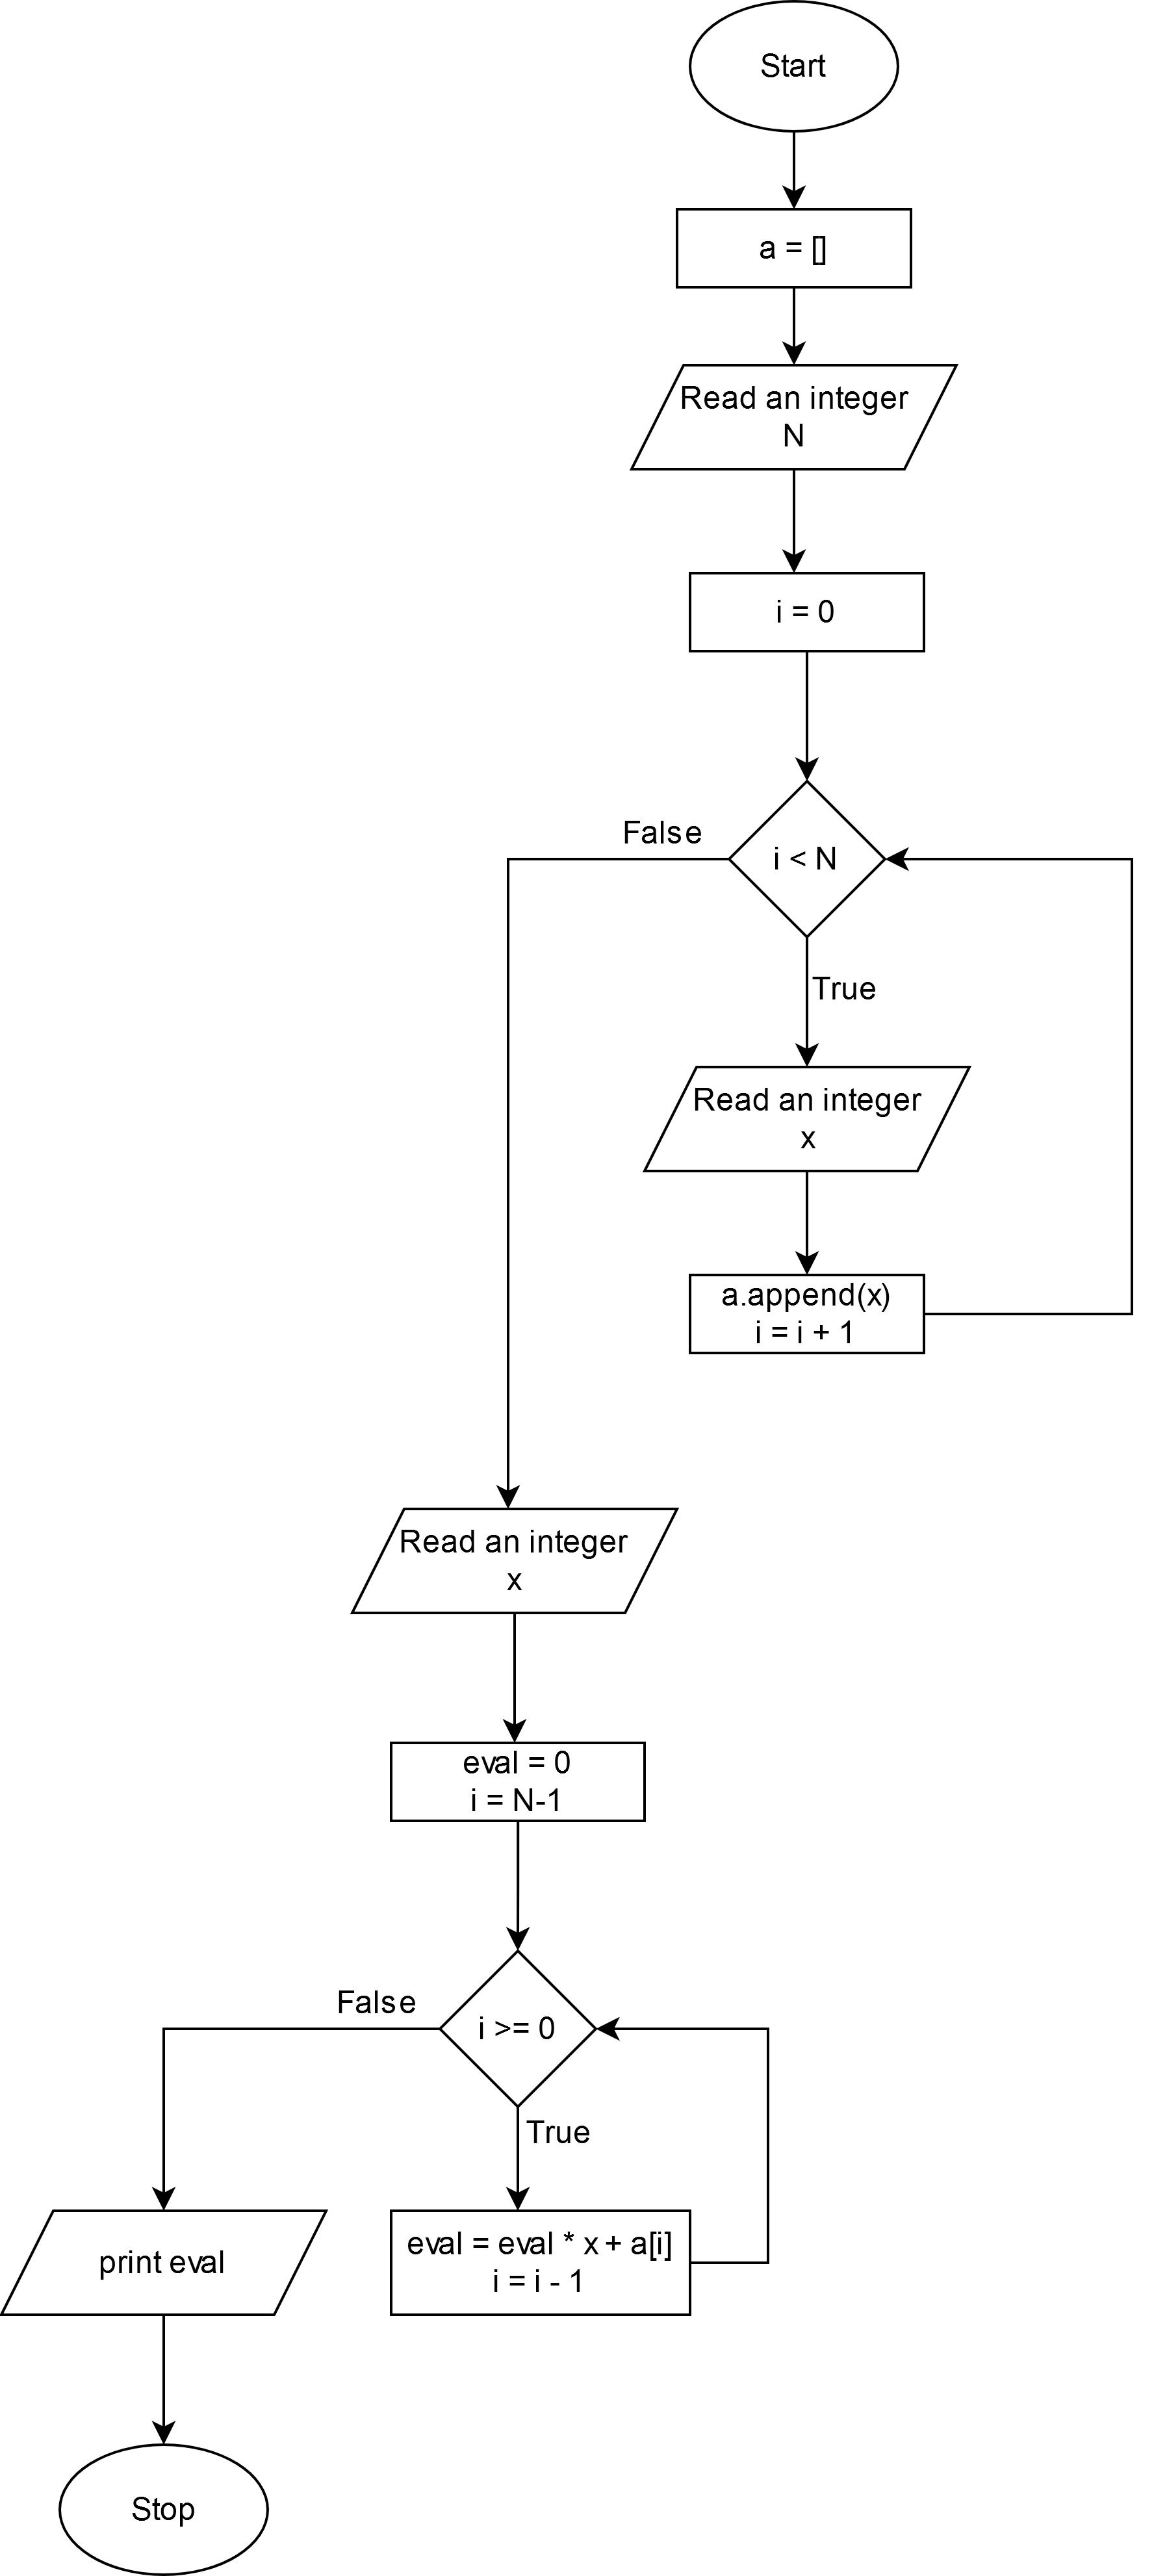 Start
a = []
Read an integer
N
i = 0
False
i < N
True
Read an integer
x
a.append(x)
i = i + 1
Read an integer
x
eval = 0
i = N-1
False
i >= 0
True
eval = eval * x + a[i]
i = i - 1
print eval
Stop